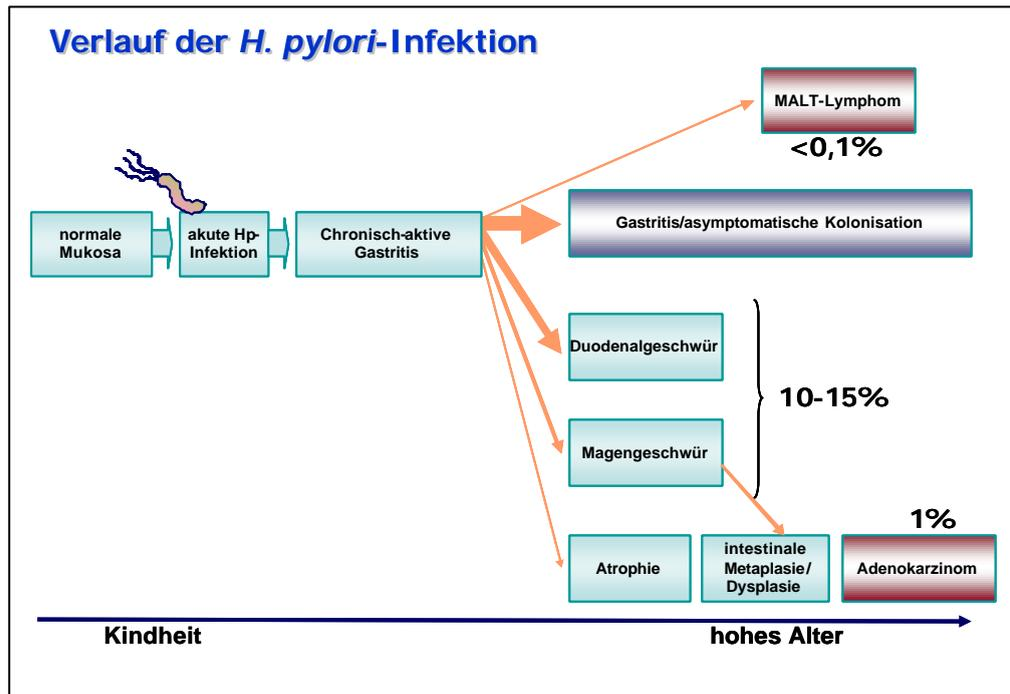 Verlauf der H. pylori-Infektion
MALT-Lymphom
<0,1%
normale
Mukosa
akute Hp-
Infektion
Chronisch-aktive
Gastritis
Gastritis/asymptomatische Kolonisation
Duodenalgeschwür
10-15%
Magengeschwür
1%
Atrophie
intestinale
Metaplasie/
Dysplasie
Adenokarzinom
Kindheit
hohes Alter